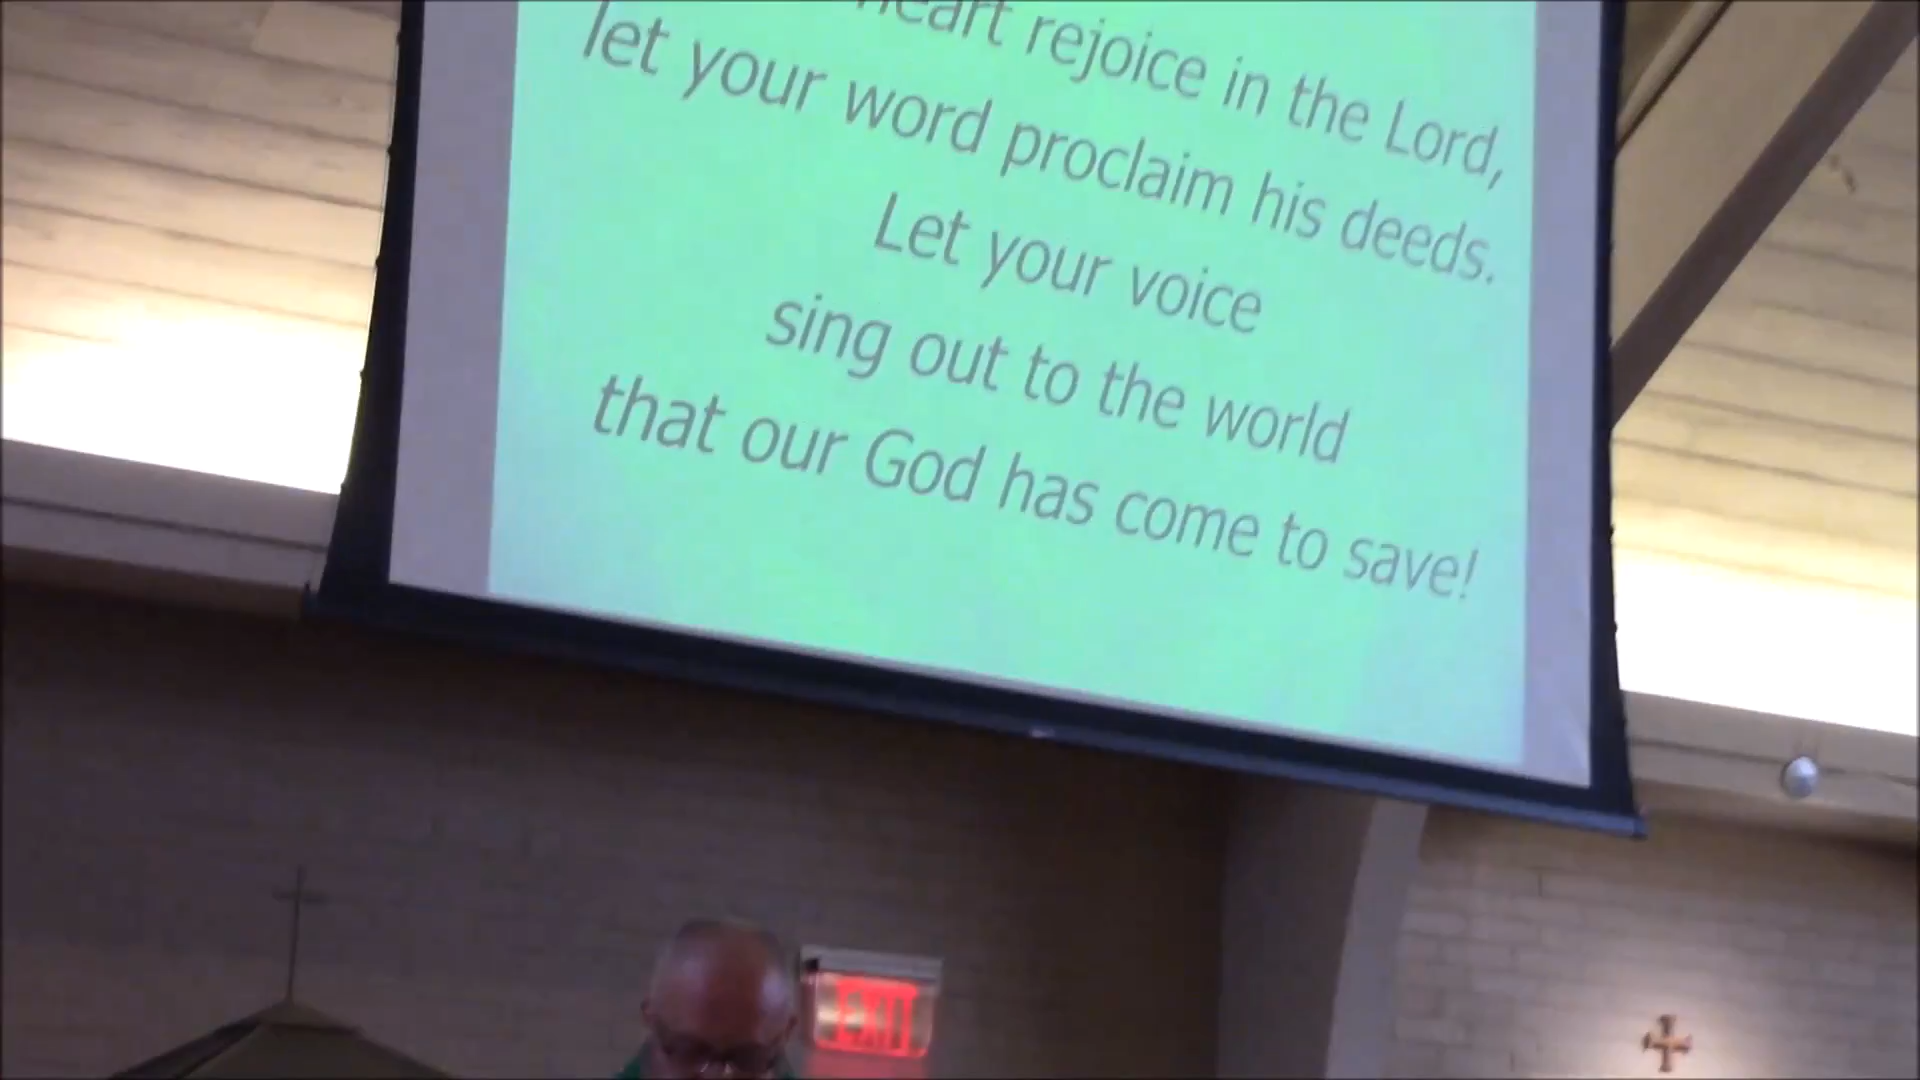 heart rejoice in the Lord,
let your word proclaim his deeds.
Let your voice
sing out to the world
that our God has come to save!
EXIT